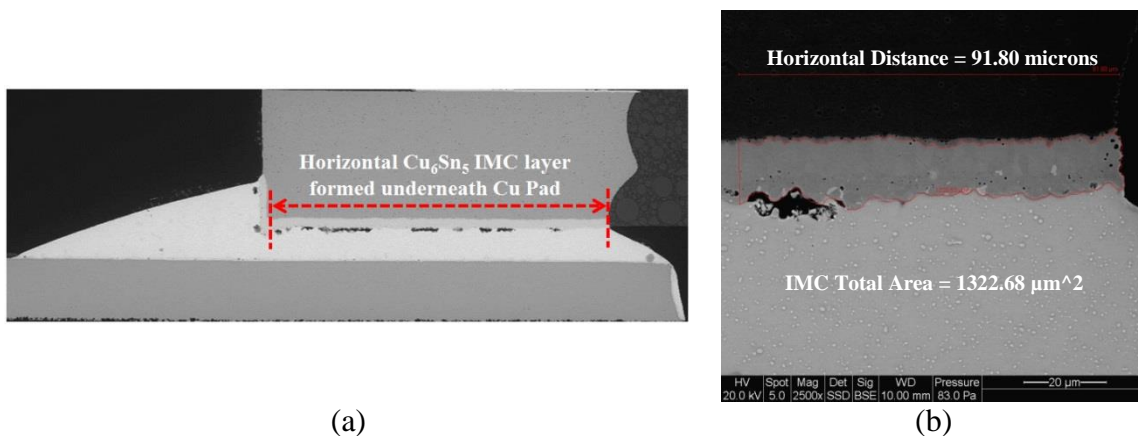 Horizontal Cu₆Sn₅ IMC layer
formed underneath Cu Pad
(a)
Horizontal Distance = 91.80 microns
IMC Total Area = 1322.68 µm^2
HV Spot Mag Det Sig WD Pressure
20.0 kV 5.0 2500x SSD BSE 10.00 mm 83.0 Pa
20 µm
(b)